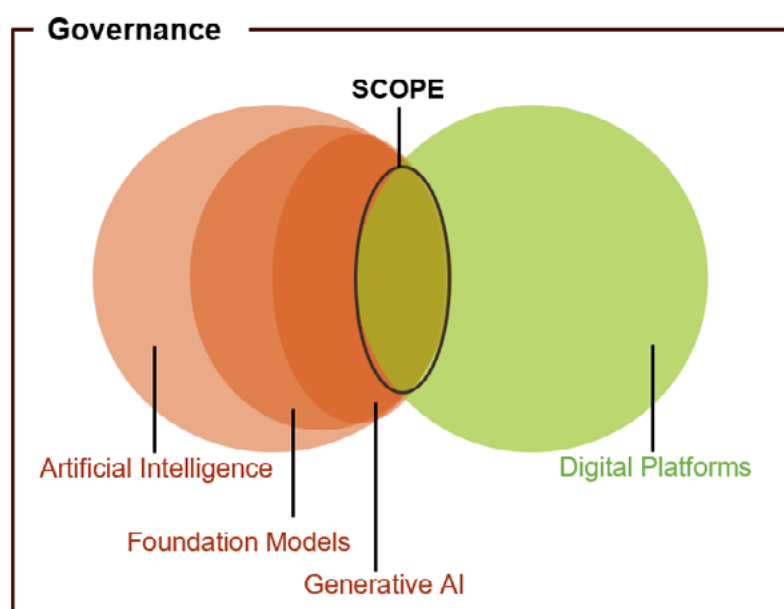 Governance
SCOPE
Artificial Intelligence
Digital Platforms
Foundation Models
Generative AI